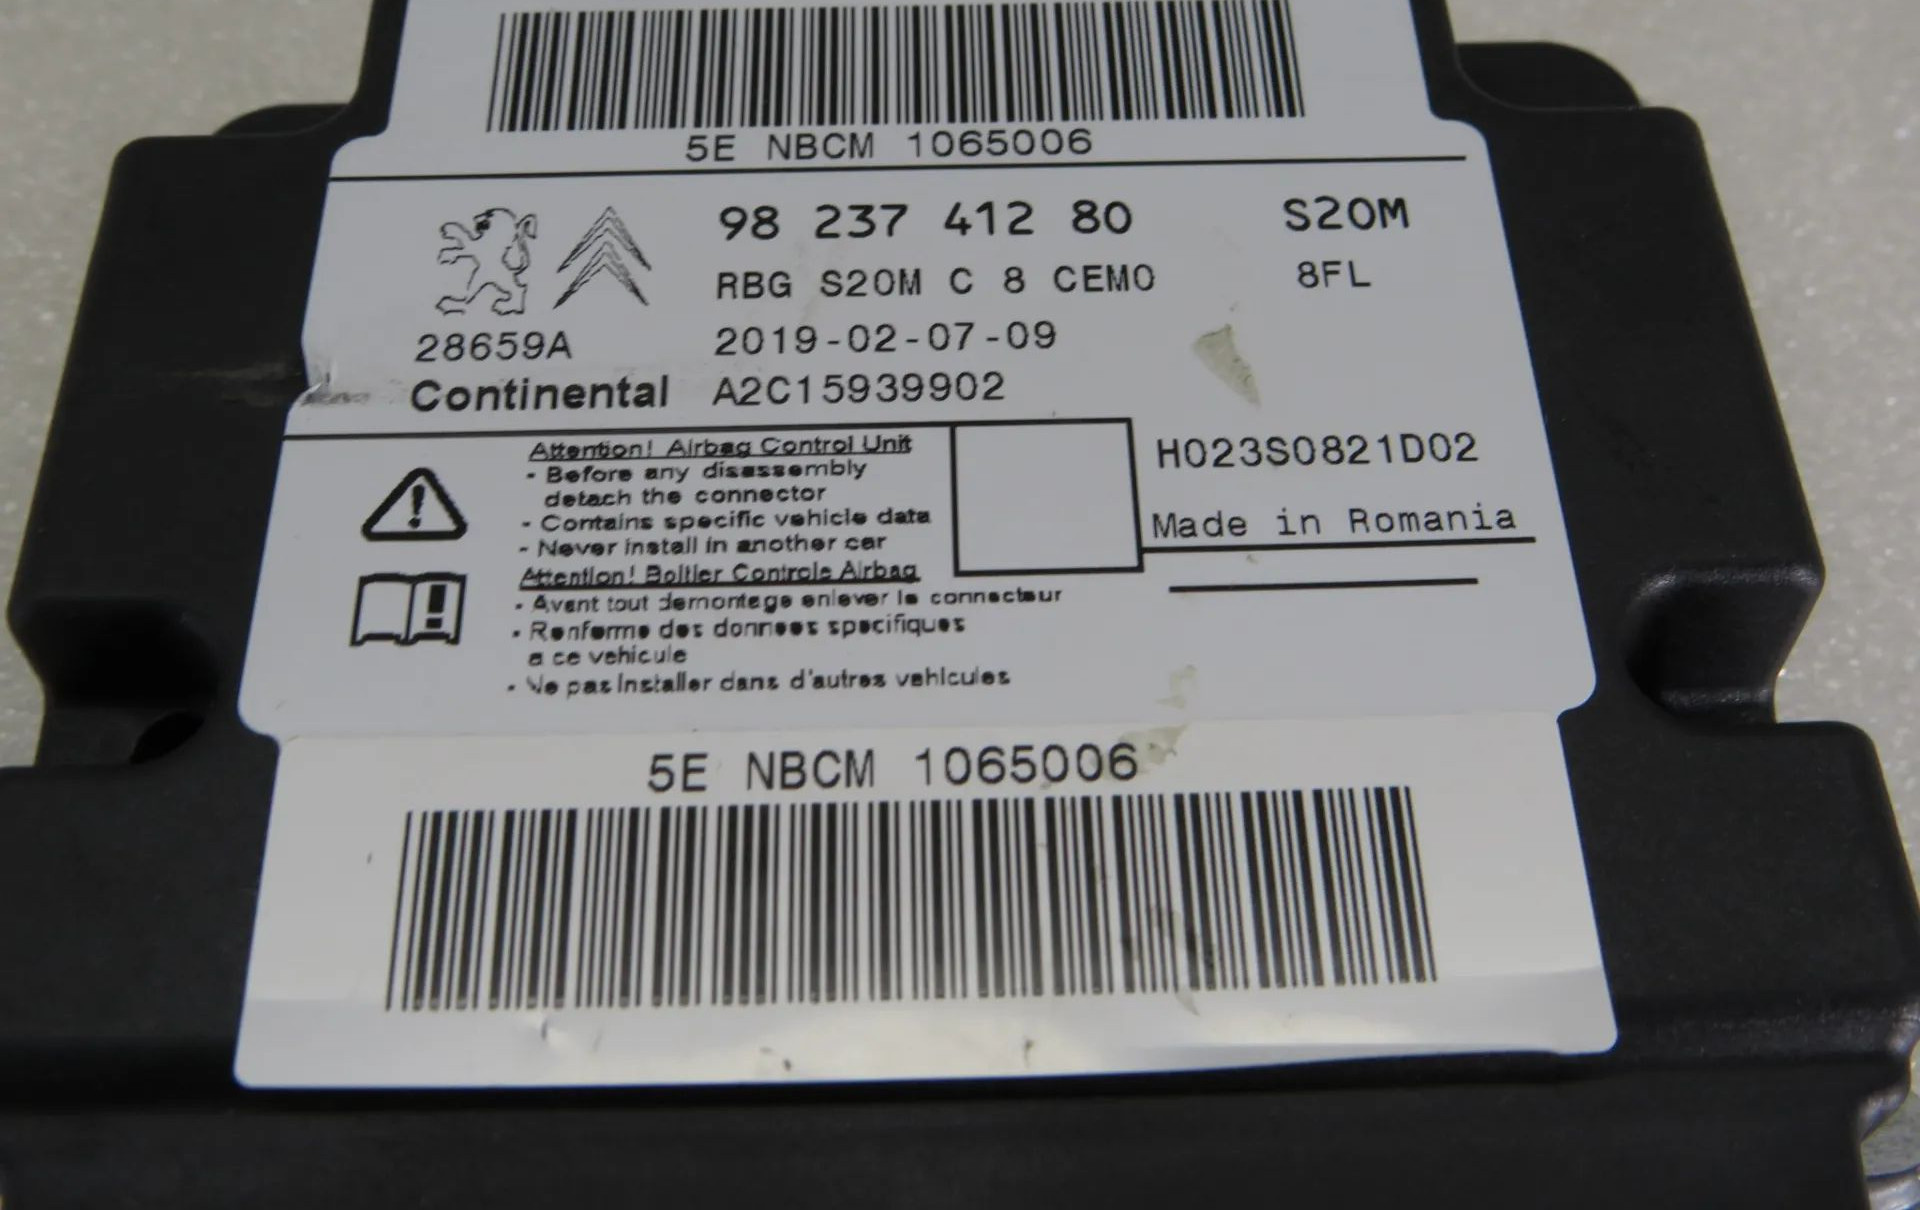 5E NBCM 1065006
98 237 412 80 S20M
RBG S20M C 8 CEM0 8FL
28659A 2019-02-07-09
Continental A2C15939902
Attention! Airbag Control Unit
- Before any disassembly
detach the connector
- Contains specific vehicle data
- Never install in another car
H023S0821D02
Made in Romania
Attention! Boitier Controle Airbag
- Avant tout demontage enlever le connecteur
- Renferme des donnees specifiques
a ce vehicule
- Ne pas installer dans d'autres vehicules
5E NBCM 1065006